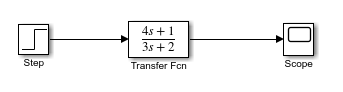 4s + 1
3s + 2
Step
Transfer Fcn
Scope